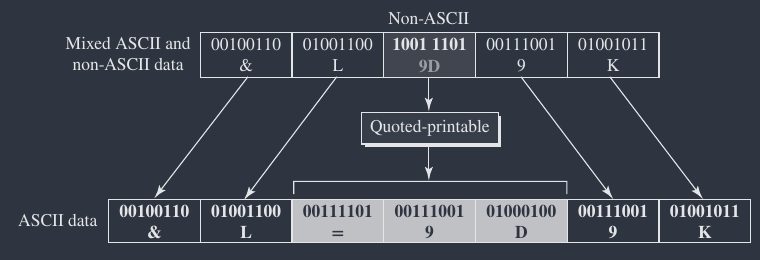 Non-ASCII
Mixed ASCII and
non-ASCII data
00100110 01001100 1001 1101 00111001 01001011
& L 9D 9 K
Quoted-printable
ASCII data
00100110 01001100 00111101 00111001 01000100 00111001 01001011
& L = 9 D 9 K